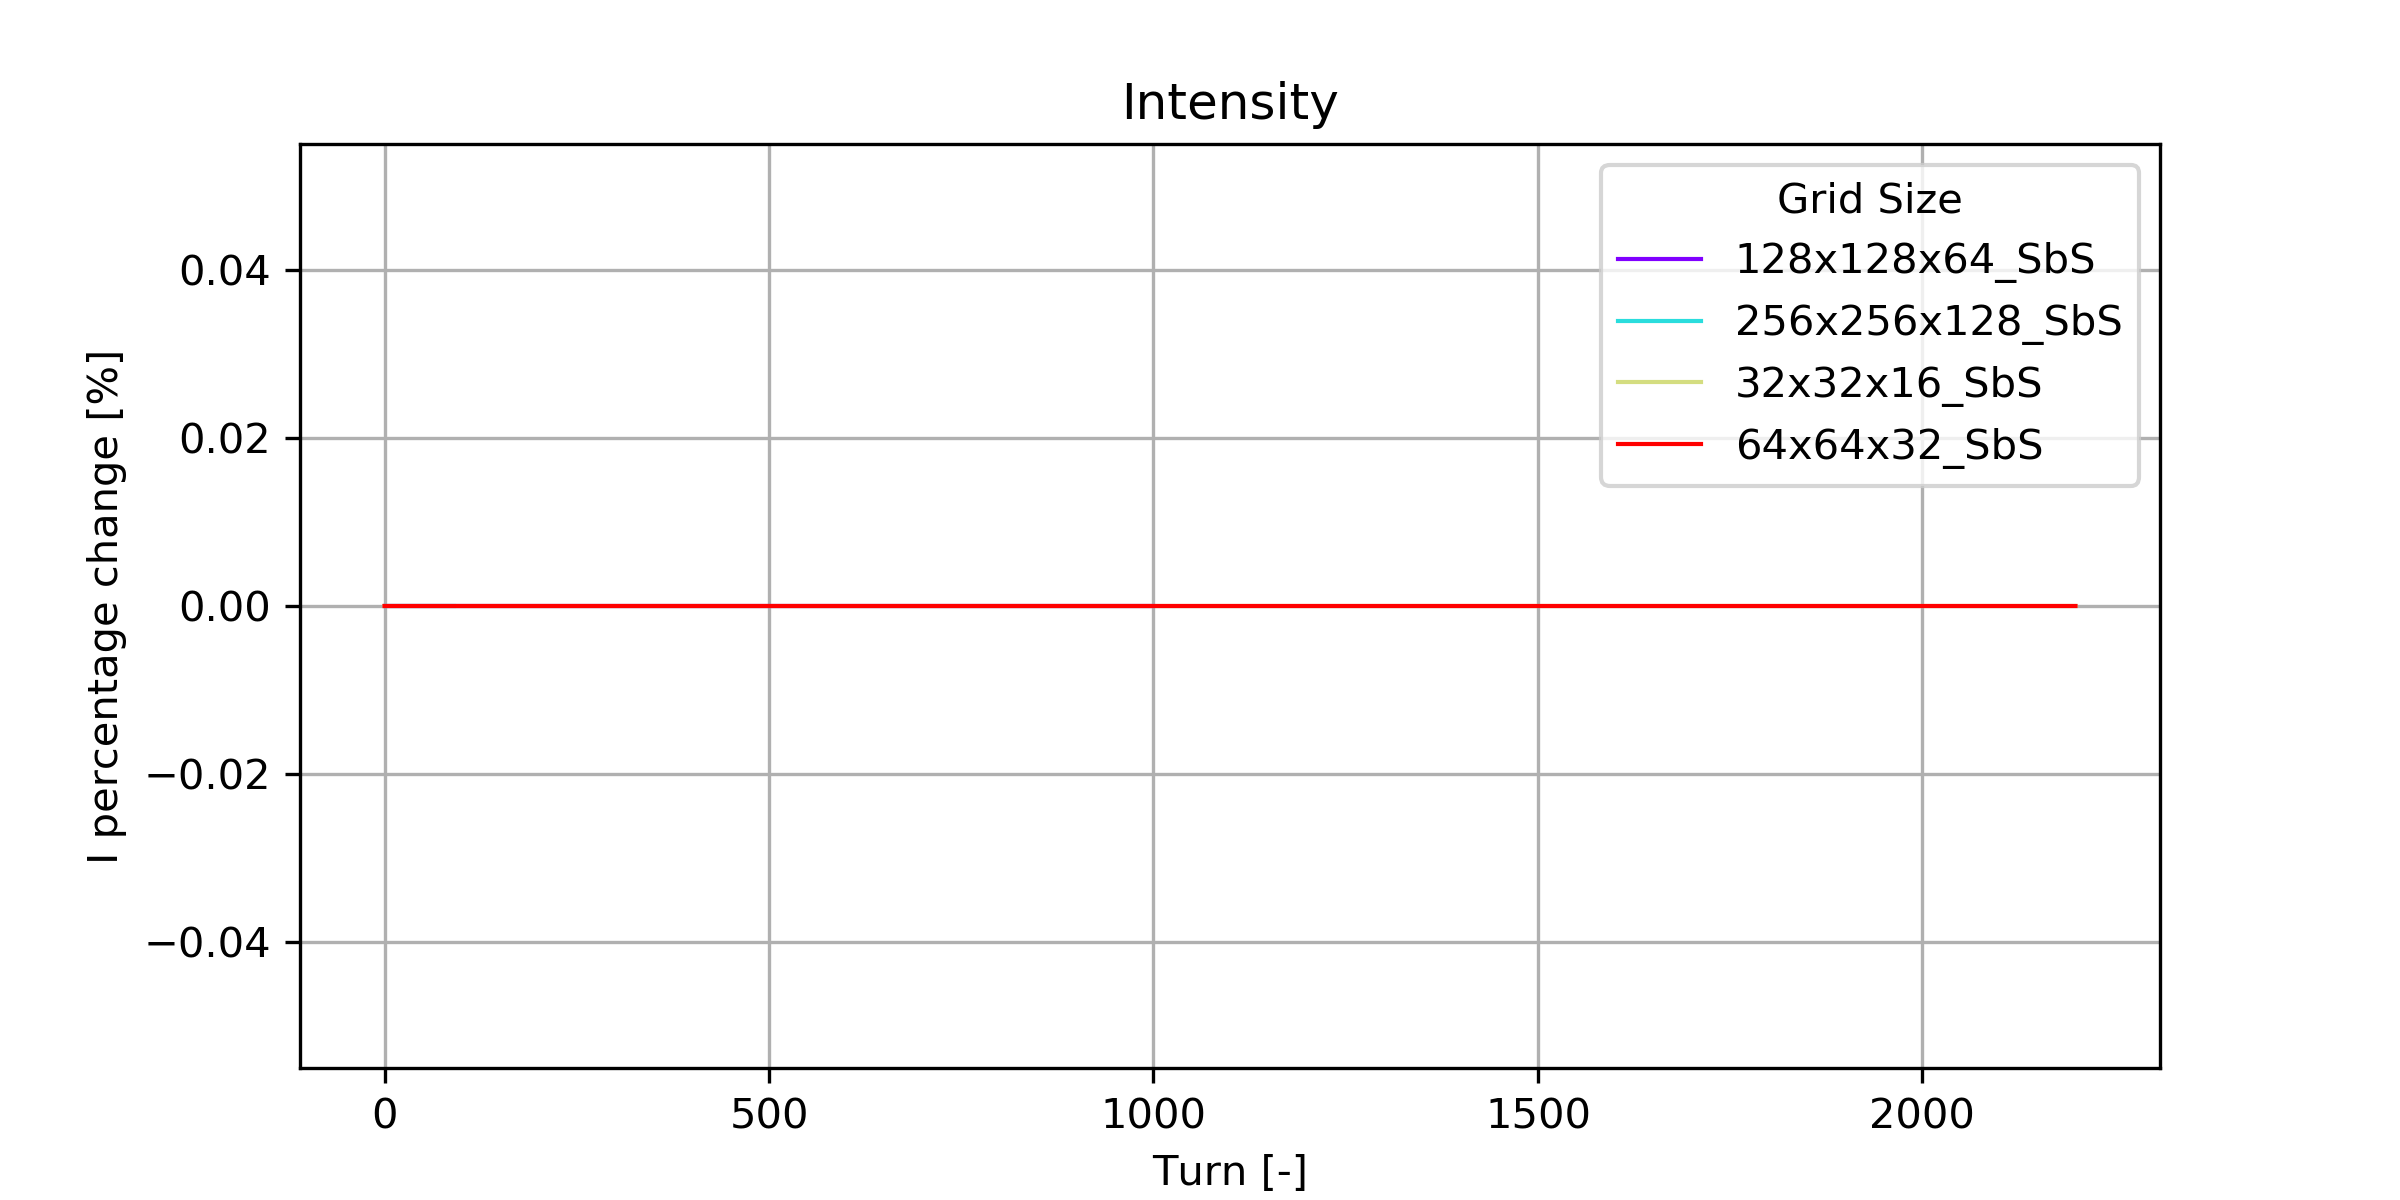 Intensity
Grid Size
128x128x64_SbS
256x256x128_SbS
32x32x16_SbS
64x64x32_SbS
I percentage change [%]
0.04
0.02
0.00
−0.02
−0.04
0 500 1000 1500 2000
Turn [-]